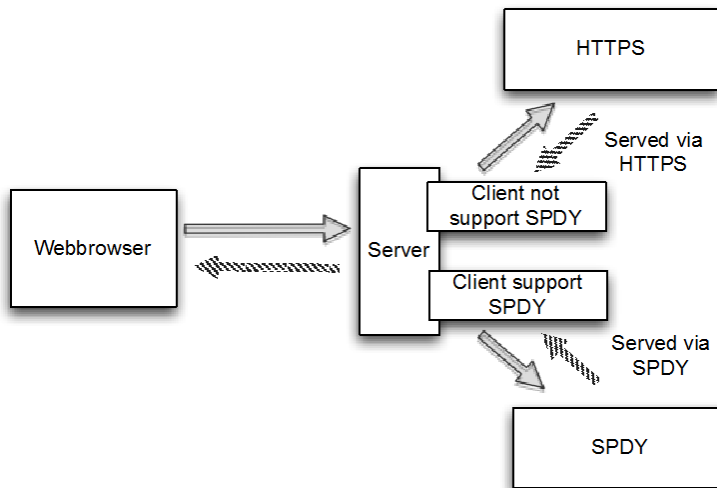 HTTPS
Served via
HTTPS
Client not
support SPDY
Webbrowser
Server
Client support
SPDY
Served via
SPDY
SPDY